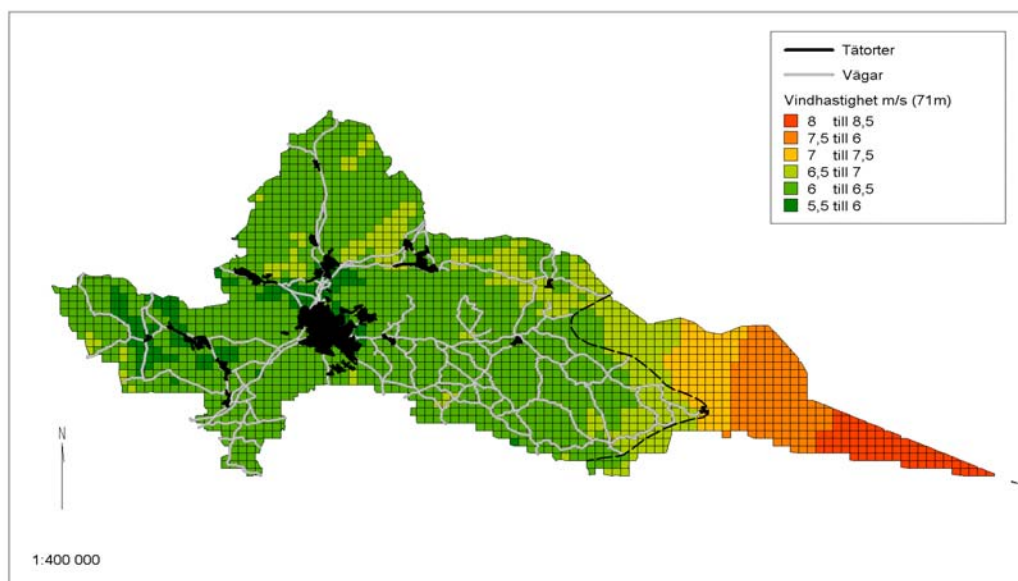 Tätorter
Vägar
Vindhastighet m/s (71m)
8 till 8,5
7,5 till 6
7 till 7,5
6,5 till 7
6 till 6,5
5,5 till 6
N
1:400 000